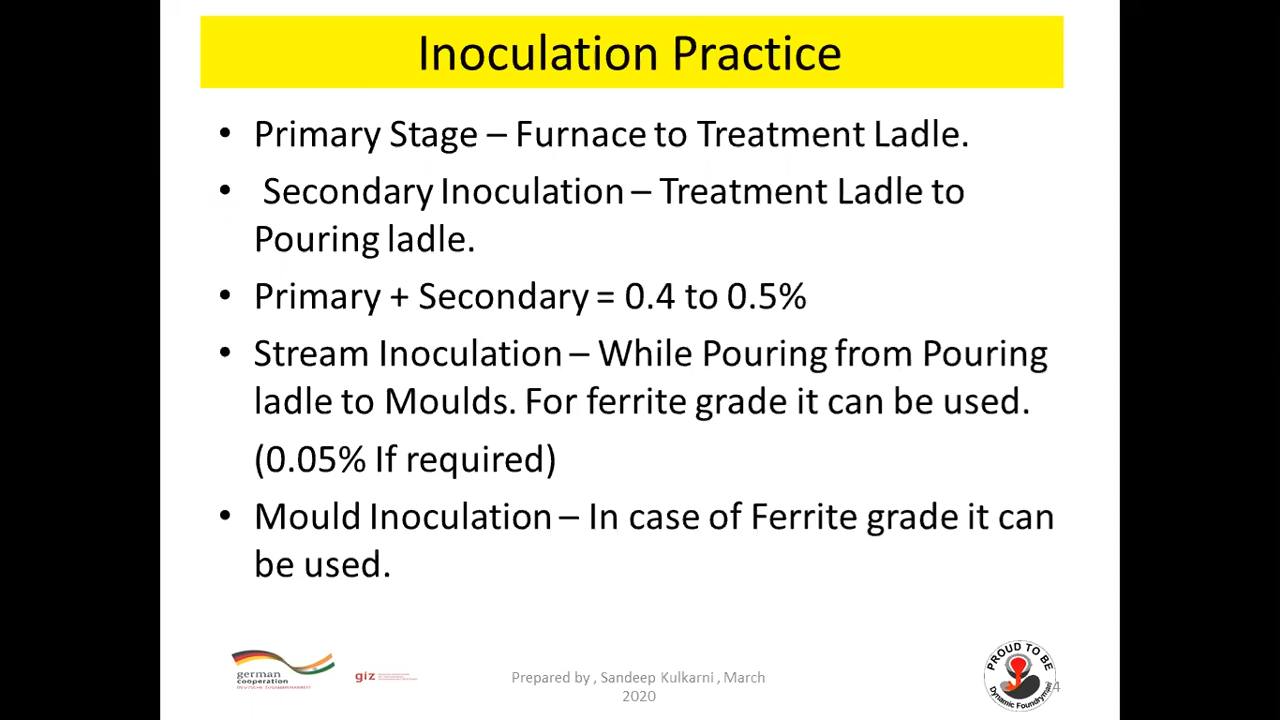 Inoculation Practice
• Primary Stage – Furnace to Treatment Ladle.
• Secondary Inoculation – Treatment Ladle to
Pouring ladle.
• Primary + Secondary = 0.4 to 0.5%
• Stream Inoculation – While Pouring from Pouring
ladle to Moulds. For ferrite grade it can be used.
(0.05% If required)
• Mould Inoculation – In case of Ferrite grade it can
be used.
german
cooperation
DEUTSCHE ZUSAMMENARBEIT
giz
Prepared by , Sandeep Kulkarni , March
2020
PROUD TO BE
Dynamic Foundryman